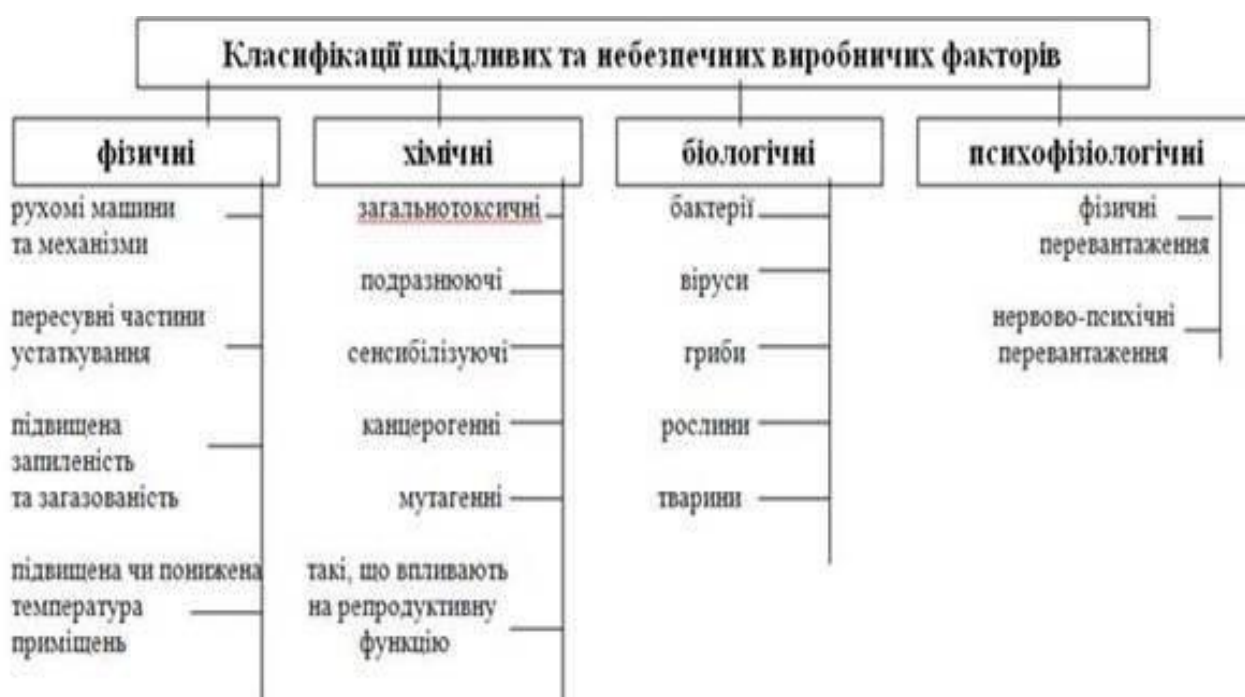 Класифікації шкідливих та небезпечних виробничих факторів
фізичні
рухомі машини
та механізми
пересувні частини
устаткування
підвищена
запиленість
та загазованість
підвищена чи понижена
температура
приміщень
хімічні
загальнотоксичні
подразнюючі
сенсибілізуючі
канцерогенні
мутагенні
такі, що впливають
на репродуктивну
функцію
біологічні
бактерії
віруси
гриби
рослини
тварини
психофізіологічні
фізичні
перевантаження
нервово-психічні
перевантаження